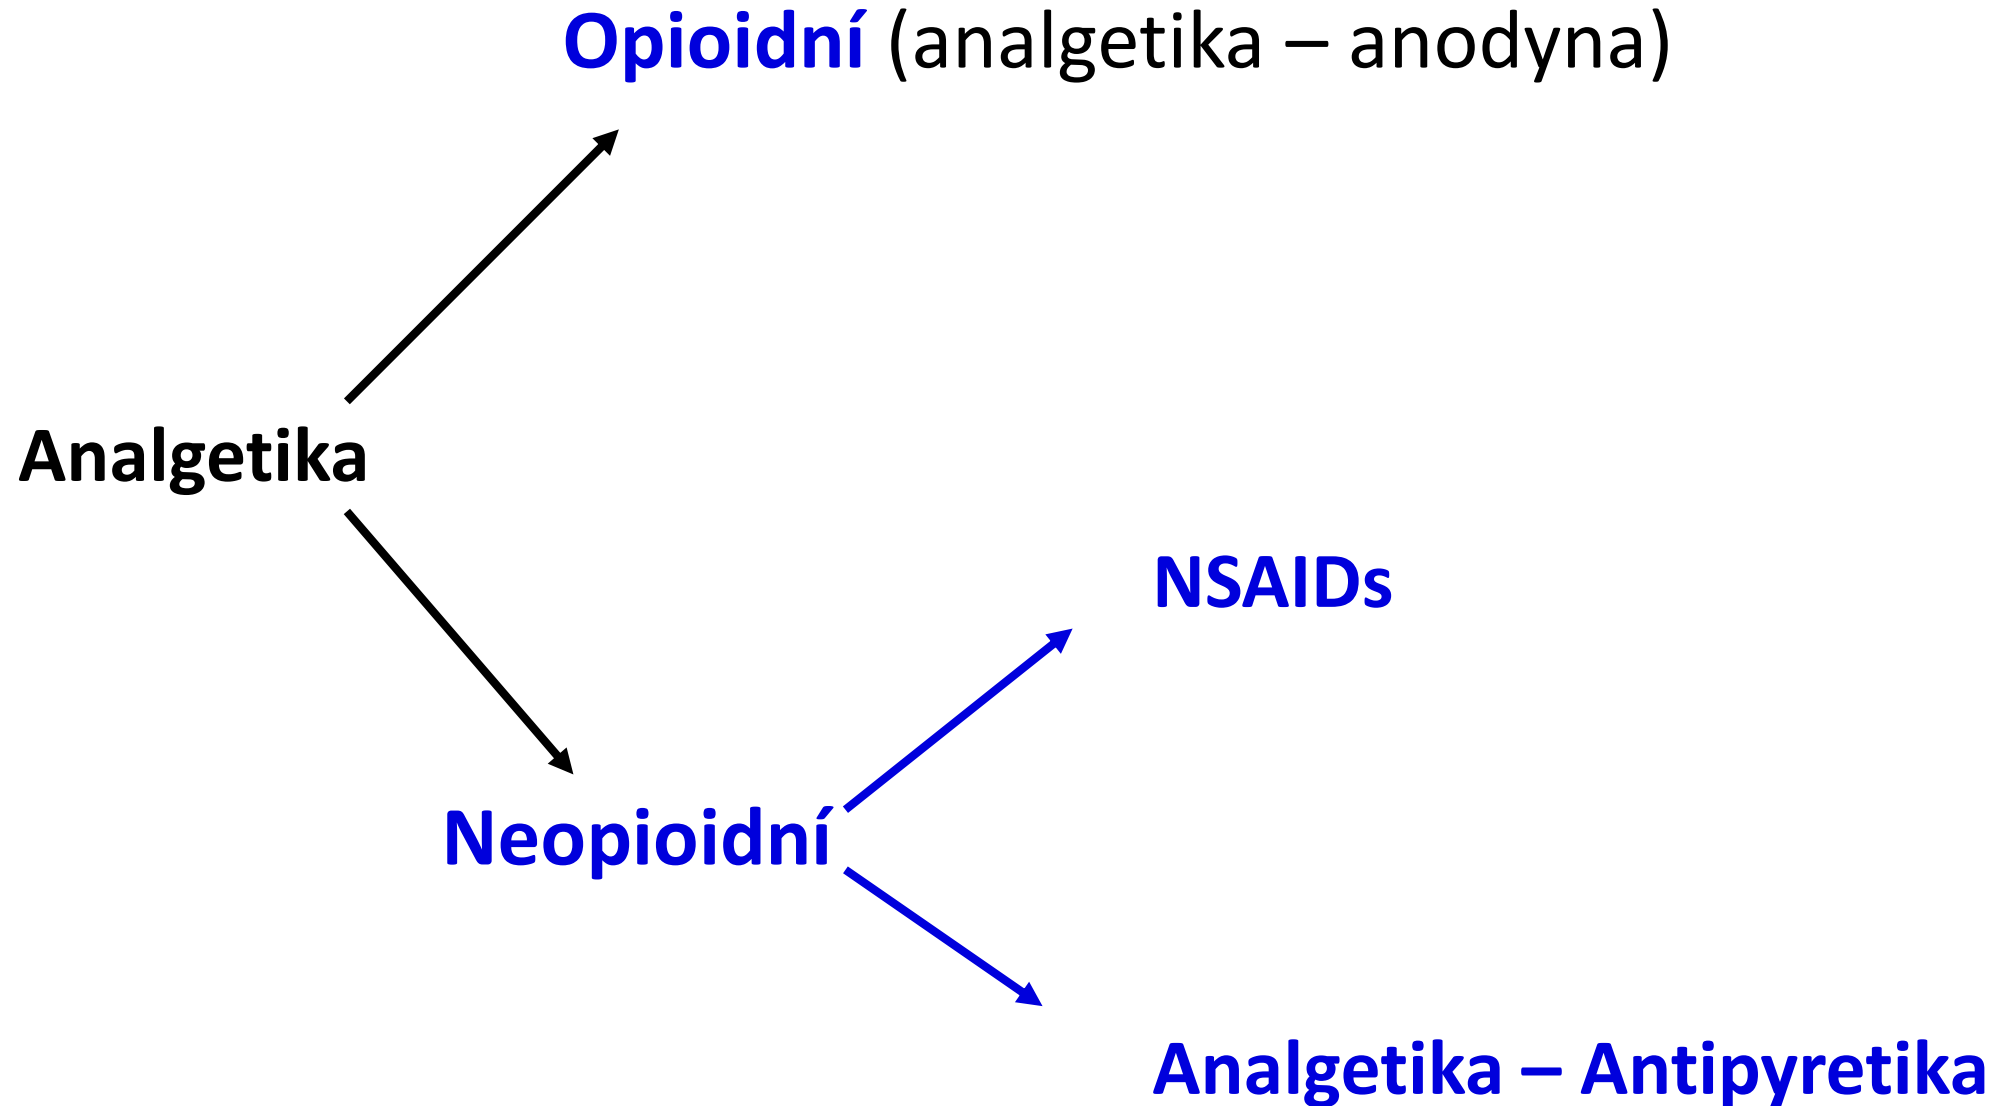 Opioidní (analgetika – anodyna)
Analgetika
NSAIDs
Neopioidní
Analgetika – Antipyretika